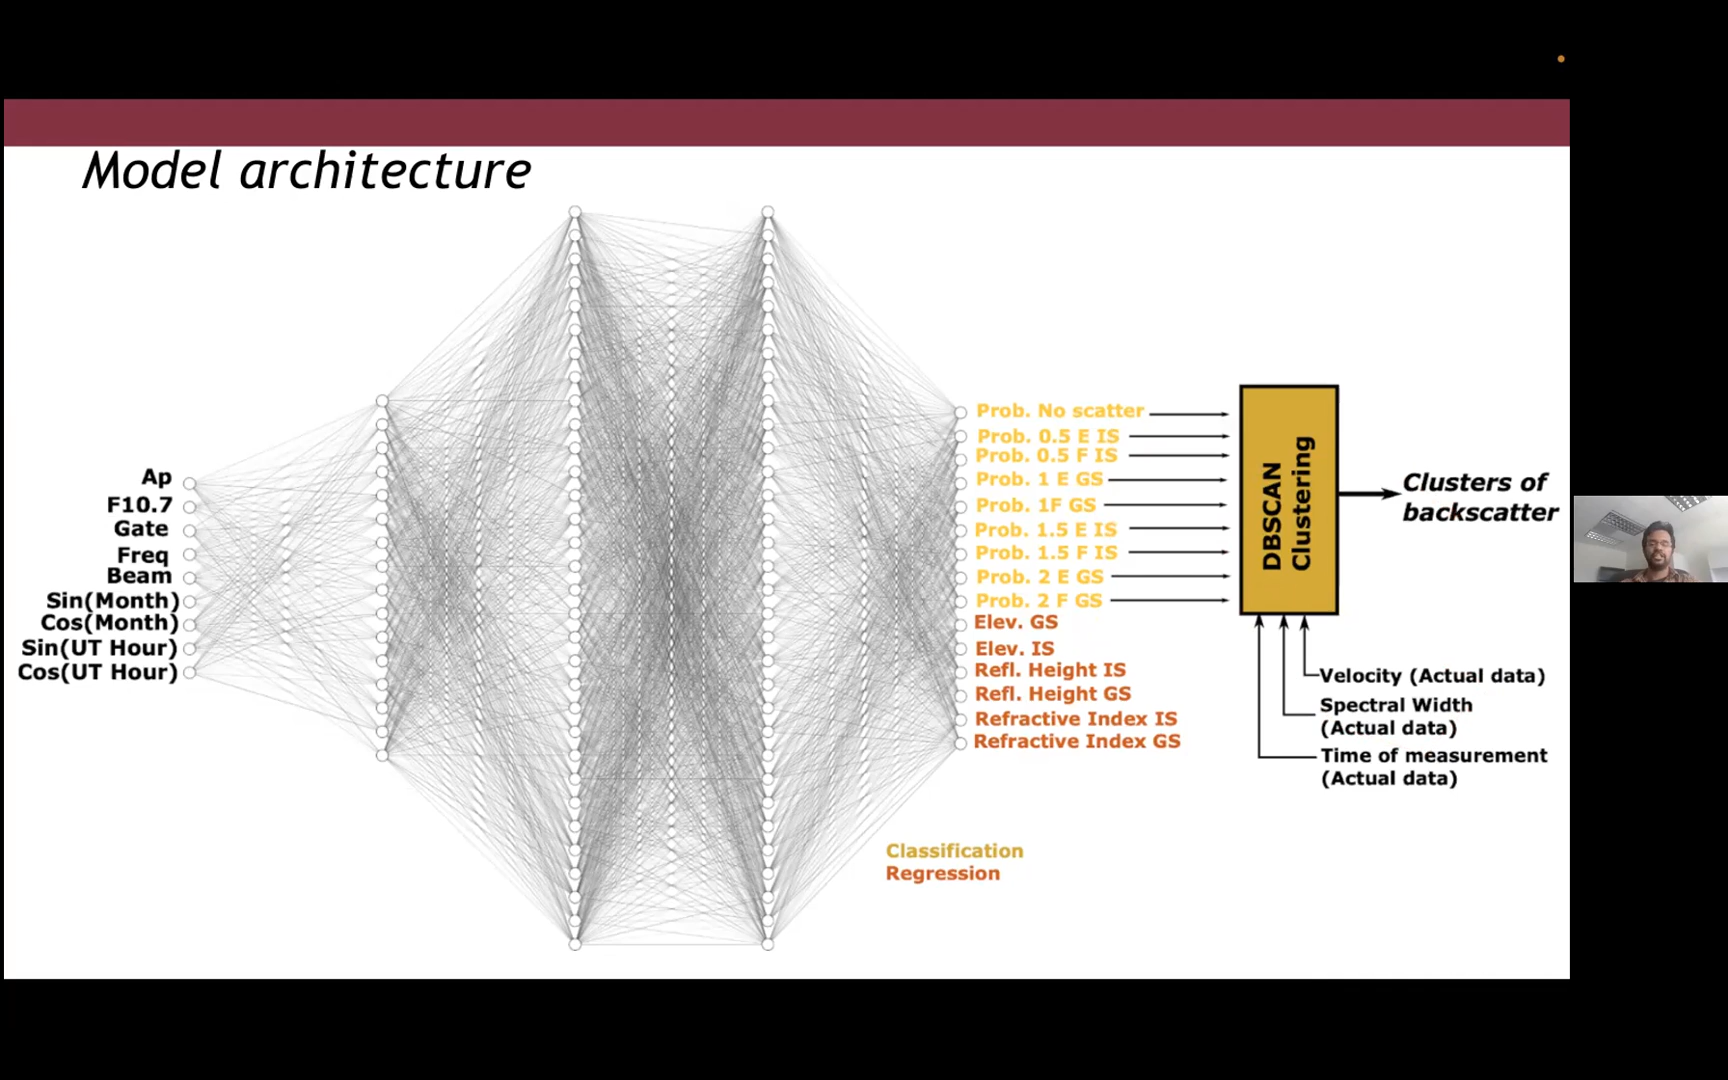 Model architecture
Ap
F10.7
Gate
Freq
Beam
Sin(Month)
Cos(Month)
Sin(UT Hour)
Cos(UT Hour)
Prob. No scatter
Prob. 0.5 E IS
Prob. 0.5 F IS
Prob. 1 E GS
Prob. 1F GS
Prob. 1.5 E IS
Prob. 1.5 F IS
Prob. 2 E GS
Prob. 2 F GS
Elev. GS
Elev. IS
Refl. Height IS
Refl. Height GS
Refractive Index IS
Refractive Index GS
Classification
Regression
DBSCAN
Clustering
Clusters of
backscatter
Velocity (Actual data)
Spectral Width
(Actual data)
Time of measurement
(Actual data)